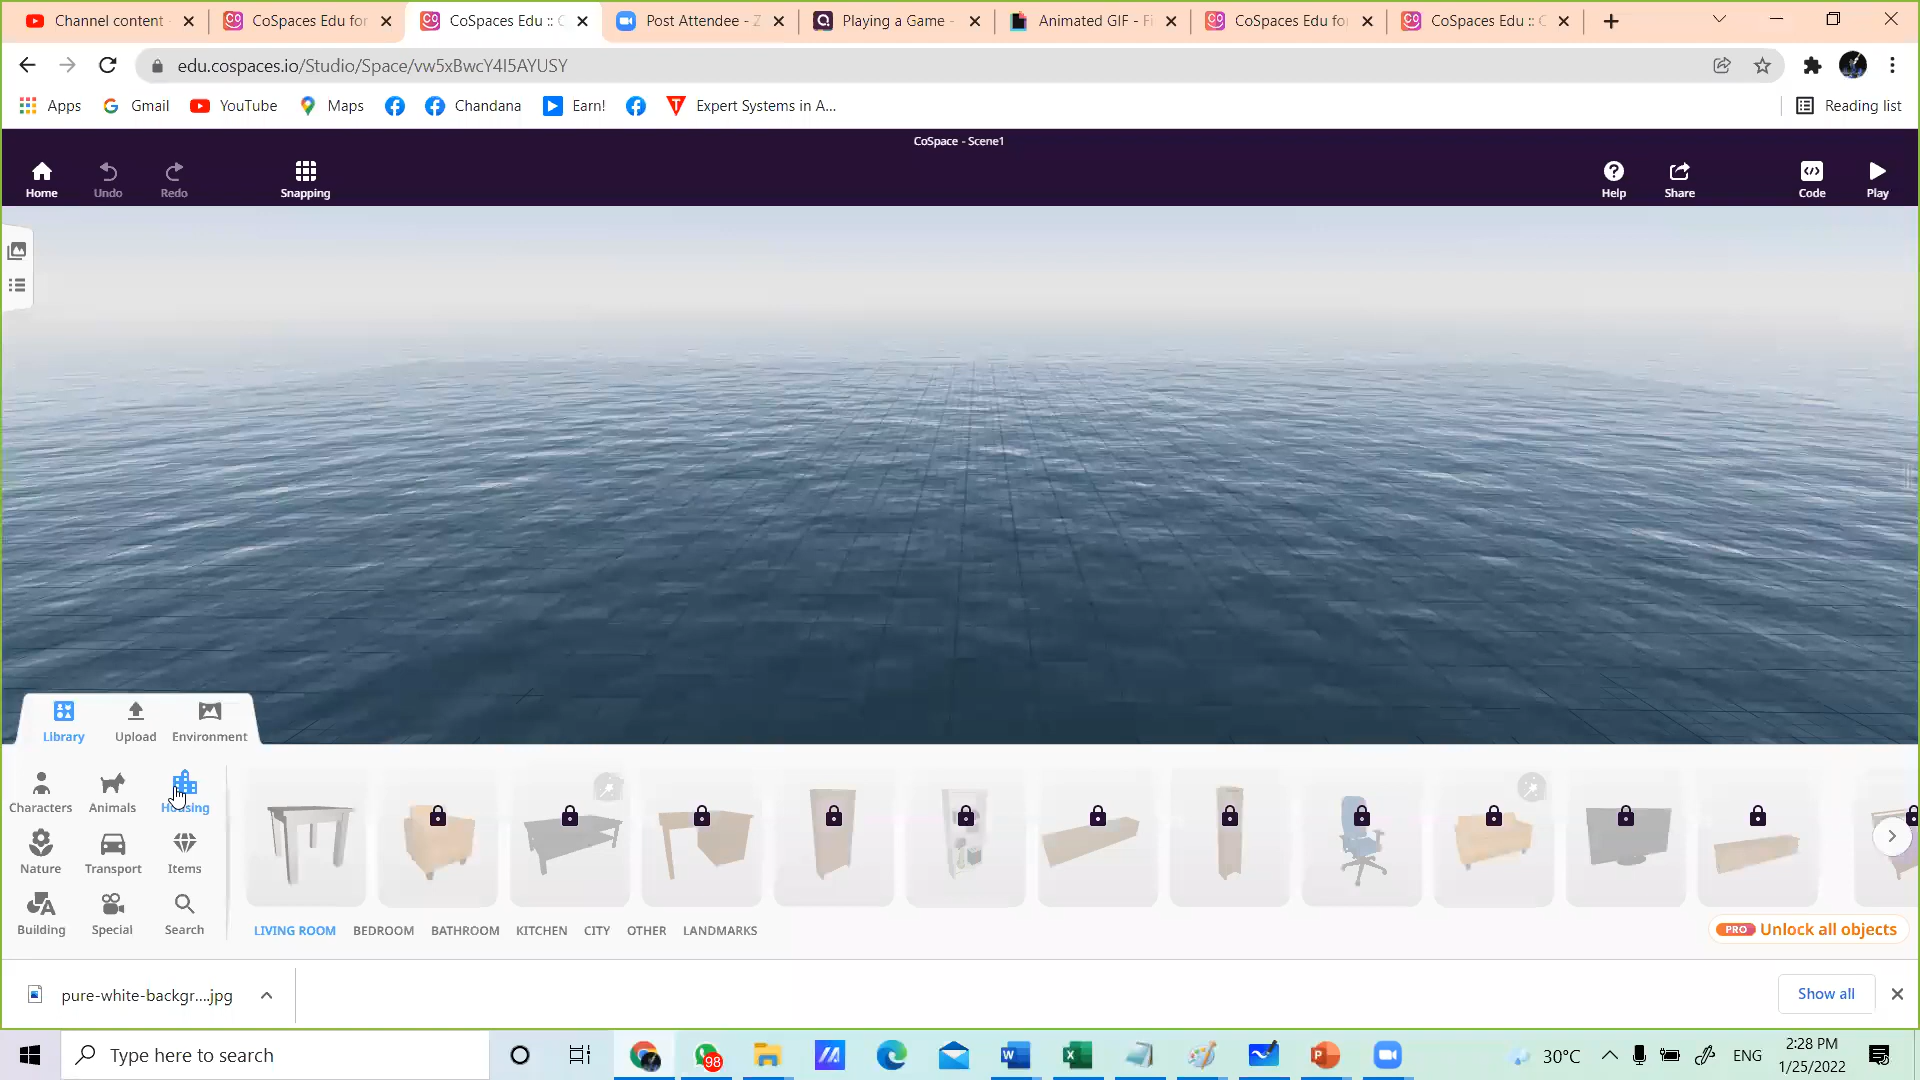 Channel content
CoSpaces Edu for
CoSpaces Edu :: C
Post Attendee - Z
Playing a Game -
Animated GIF - Fi
CoSpaces Edu fo
CoSpaces Edu :: C
edu.cospaces.io/Studio/Space/vw5xBwcY4I5AYUSY
Apps
Gmail
YouTube
Maps
Chandana
Earn!
Expert Systems in A...
Reading list
CoSpace - Scene1
Home
Undo
Redo
Snapping
Help
Share
Code
Play
Library
Upload
Environment
Characters
Animals
Housing
Nature
Transport
Items
Building
Special
Search
LIVING ROOM
BEDROOM
BATHROOM
KITCHEN
CITY
OTHER
LANDMARKS
PRO Unlock all objects
pure-white-backgr....jpg
Show all
Type here to search
98
30°C
ENG
2:28 PM
1/25/2022